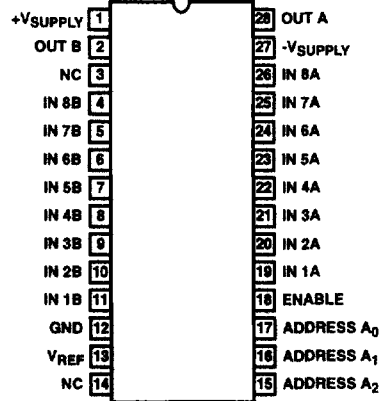 +VSUPPLY 1 28 OUT A
OUT B 2 27 -VSUPPLY
NC 3 26 IN 8A
IN 8B 4 25 IN 7A
IN 7B 5 24 IN 6A
IN 6B 6 23 IN 5A
IN 5B 7 22 IN 4A
IN 4B 8 21 IN 3A
IN 3B 9 20 IN 2A
IN 2B 10 19 IN 1A
IN 1B 11 18 ENABLE
GND 12 17 ADDRESS A0
VREF 13 16 ADDRESS A1
NC 14 15 ADDRESS A2